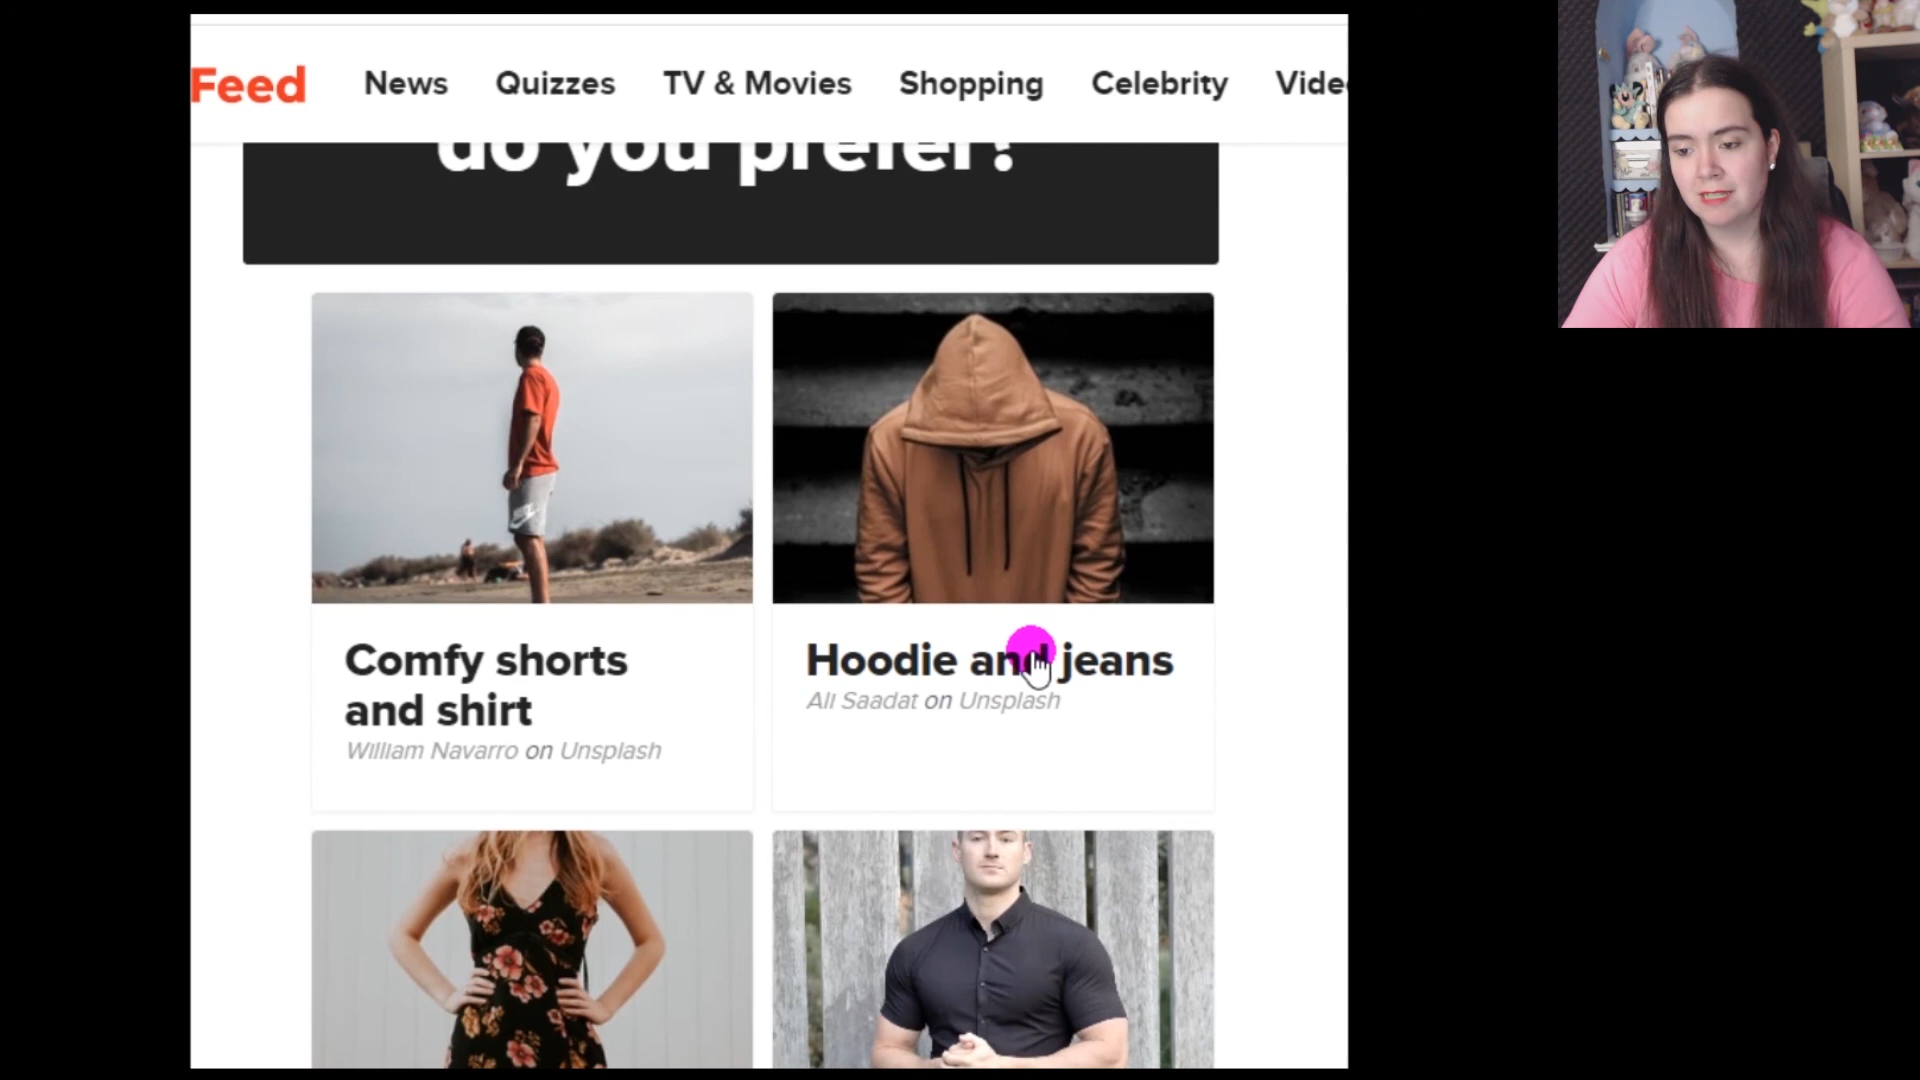 Feed News Quizzes TV & Movies Shopping Celebrity Vide
do you prefer?
Comfy shorts
and shirt
William Navarro on Unsplash
Hoodie and jeans
Ali Saadat on Unsplash